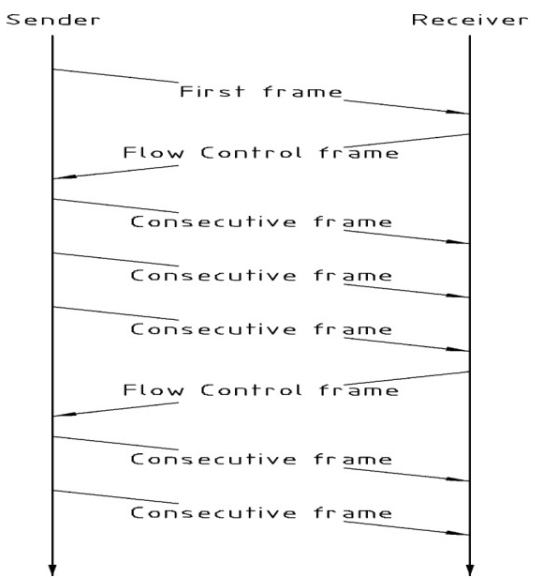 Sender Receiver
First frame
Flow Control frame
Consecutive frame
Consecutive frame
Consecutive frame
Flow Control frame
Consecutive frame
Consecutive frame